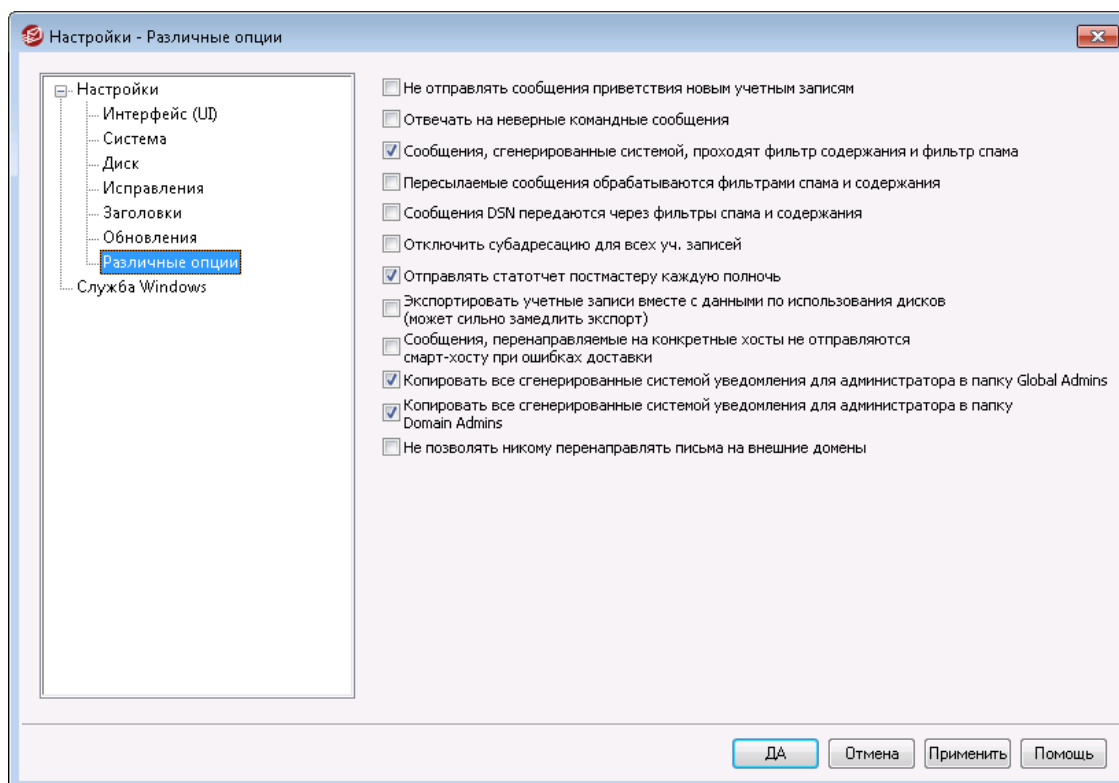 Настройки - Различные опции
Настройки
Интерфейс (UI)
Система
Диск
Исправления
Заголовки
Обновления
Различные опции
Служба Windows
Не отправлять сообщения приветствия новым учетным записям
Отвечать на неверные командные сообщения
Сообщения, сгенерированные системой, проходят фильтр содержания и фильтр спама
Пересылаемые сообщения обрабатываются фильтрами спама и содержания
Сообщения DSN передаются через фильтры спама и содержания
Отключить субадресацию для всех уч. записей
Отправлять статотчет постмастеру каждую полночь
Экспортировать учетные записи вместе с данными по использования дисков
(может сильно замедлить экспорт)
Сообщения, перенаправляемые на конкретные хосты не отправляются
смарт-хосту при ошибках доставки
Копировать все сгенерированные системой уведомления для администратора в папку Global Admins
Копировать все сгенерированные системой уведомления для администратора в папку
Domain Admins
Не позволять никому перенаправлять письма на внешние домены
ДА
Отмена
Применить
Помощь